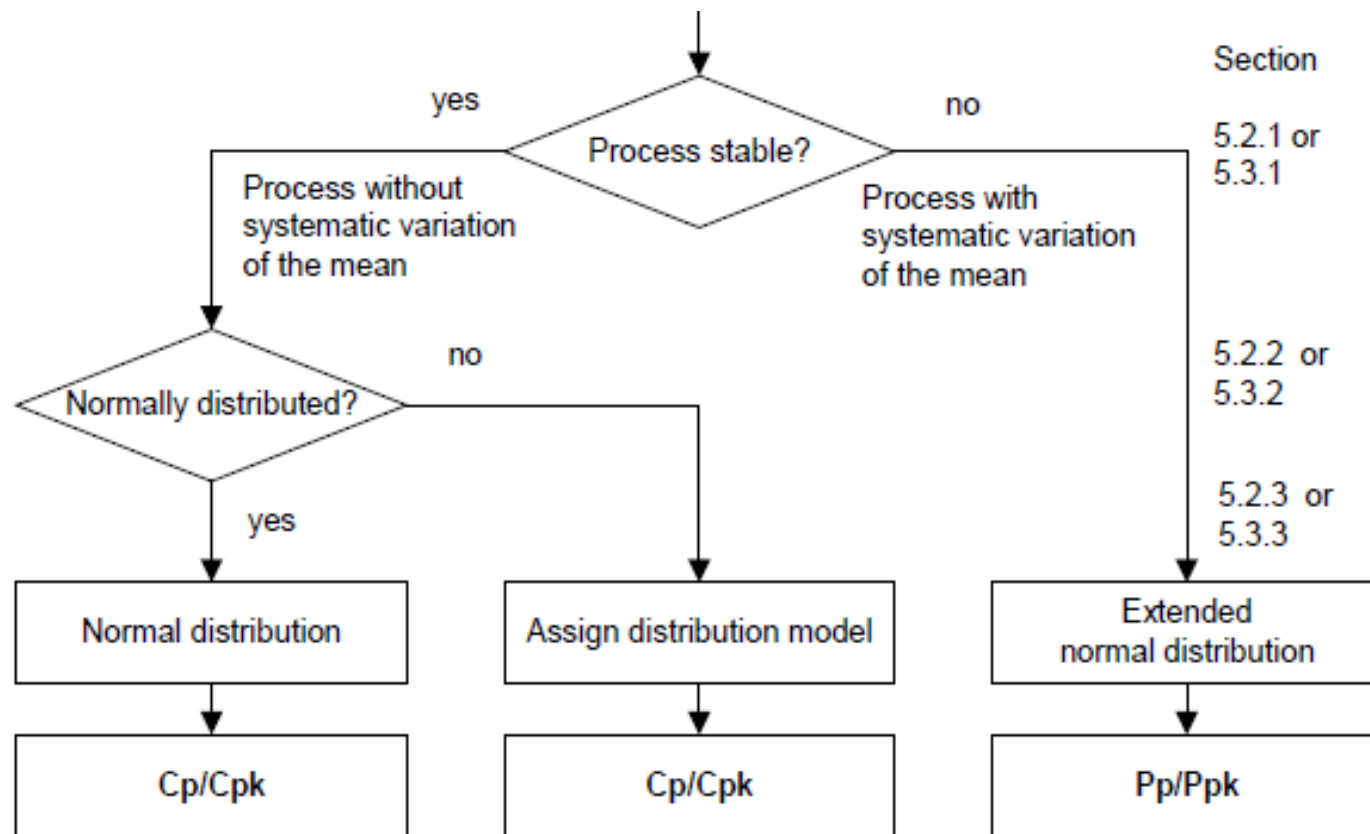 Section
yes
no
5.2.1 or
5.3.1
Process stable?
Process without
systematic variation
of the mean
Process with
systematic variation
of the mean
no
5.2.2 or
5.3.2
Normally distributed?
yes
5.2.3 or
5.3.3
Normal distribution
Assign distribution model
Extended
normal distribution
Cp/Cpk
Cp/Cpk
Pp/Ppk